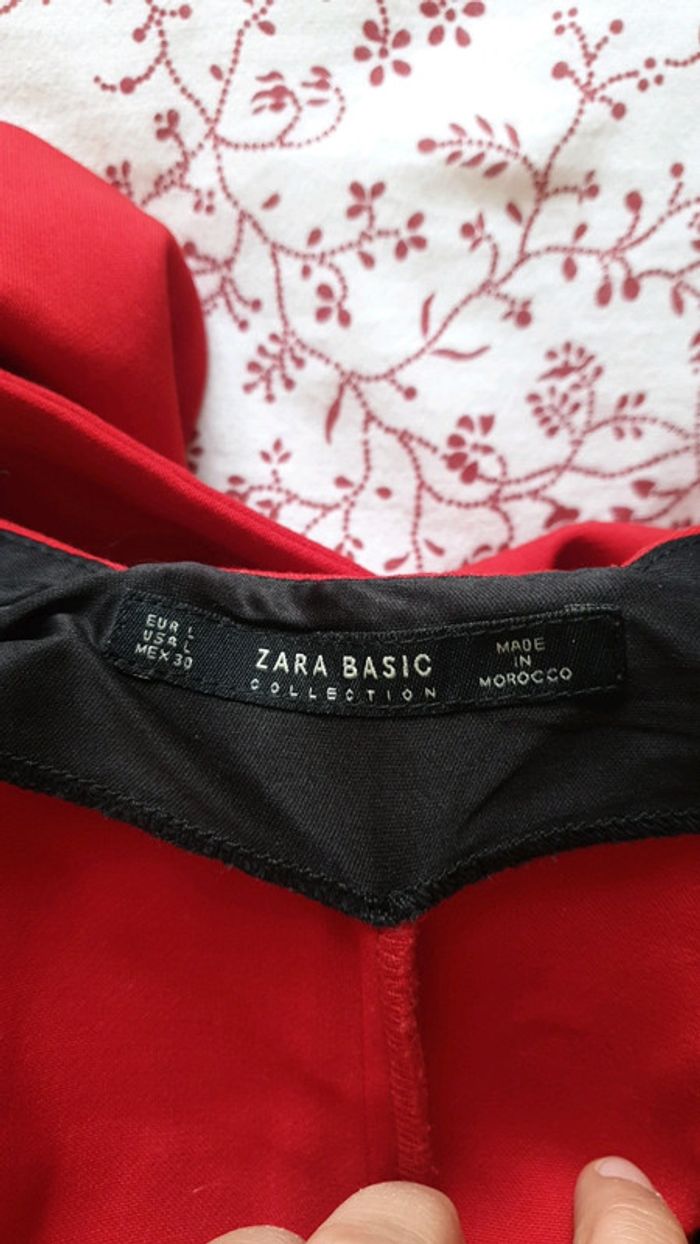 EUR L
USA L
MEX 30
ZARA BASIC
COLLECTION
MADE
IN
MOROCCO